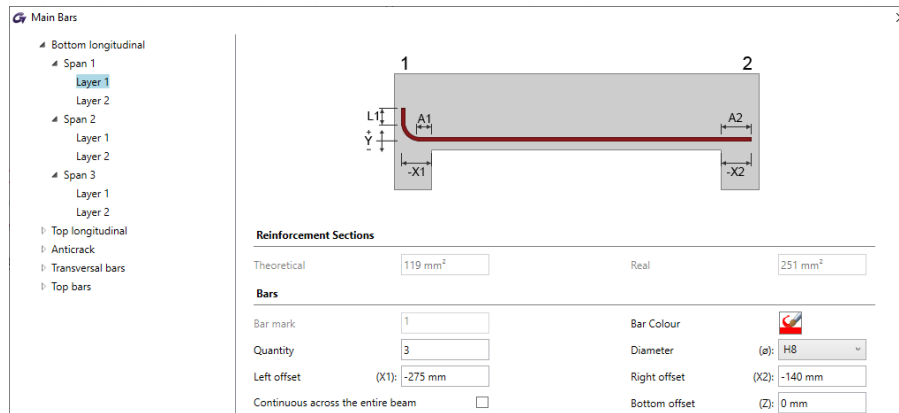 Main Bars
Bottom longitudinal
Span 1
Layer 1
Layer 2
Span 2
Layer 1
Layer 2
Span 3
Layer 1
Layer 2
Top longitudinal
Anticrack
Transversal bars
Top bars
1 2
L1 A1 A2
+
Y
-
-X1 -X2
Reinforcement Sections
Theoretical 119 mm² Real 251 mm²
Bars
Bar mark 1 Bar Colour
Quantity 3 Diameter (ø): H8
Left offset (X1): -275 mm Right offset (X2): -140 mm
Continuous across the entire beam Bottom offset (Z): 0 mm